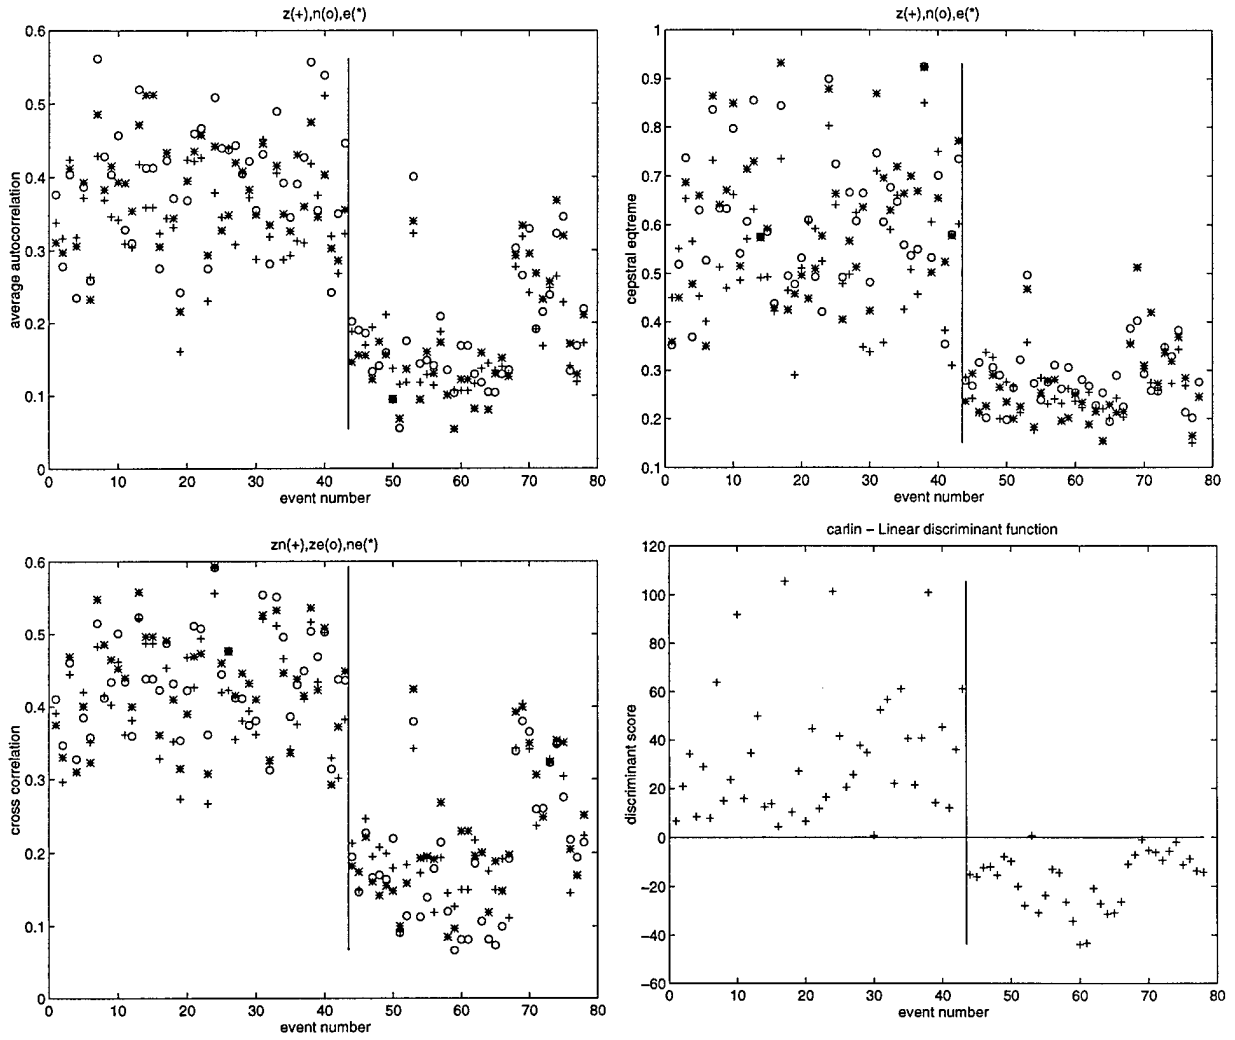 z(+),n(o),e(*)
0.6
0.5
0.4
0.3
0.2
0.1
0
average autocorrelation
0 10 20 30 40 50 60 70 80
event number
z(+),n(o),e(*)
1
0.9
0.8
0.7
0.6
0.5
0.4
0.3
0.2
0.1
cepstral eqtreme
0 10 20 30 40 50 60 70 80
event number
zn(+),ze(o),ne(*)
0.6
0.5
0.4
0.3
0.2
0.1
0
cross correlation
0 10 20 30 40 50 60 70 80
event number
carlin – Linear discriminant function
120
100
80
60
40
20
0
−20
−40
−60
discriminant score
0 10 20 30 40 50 60 70 80
event number